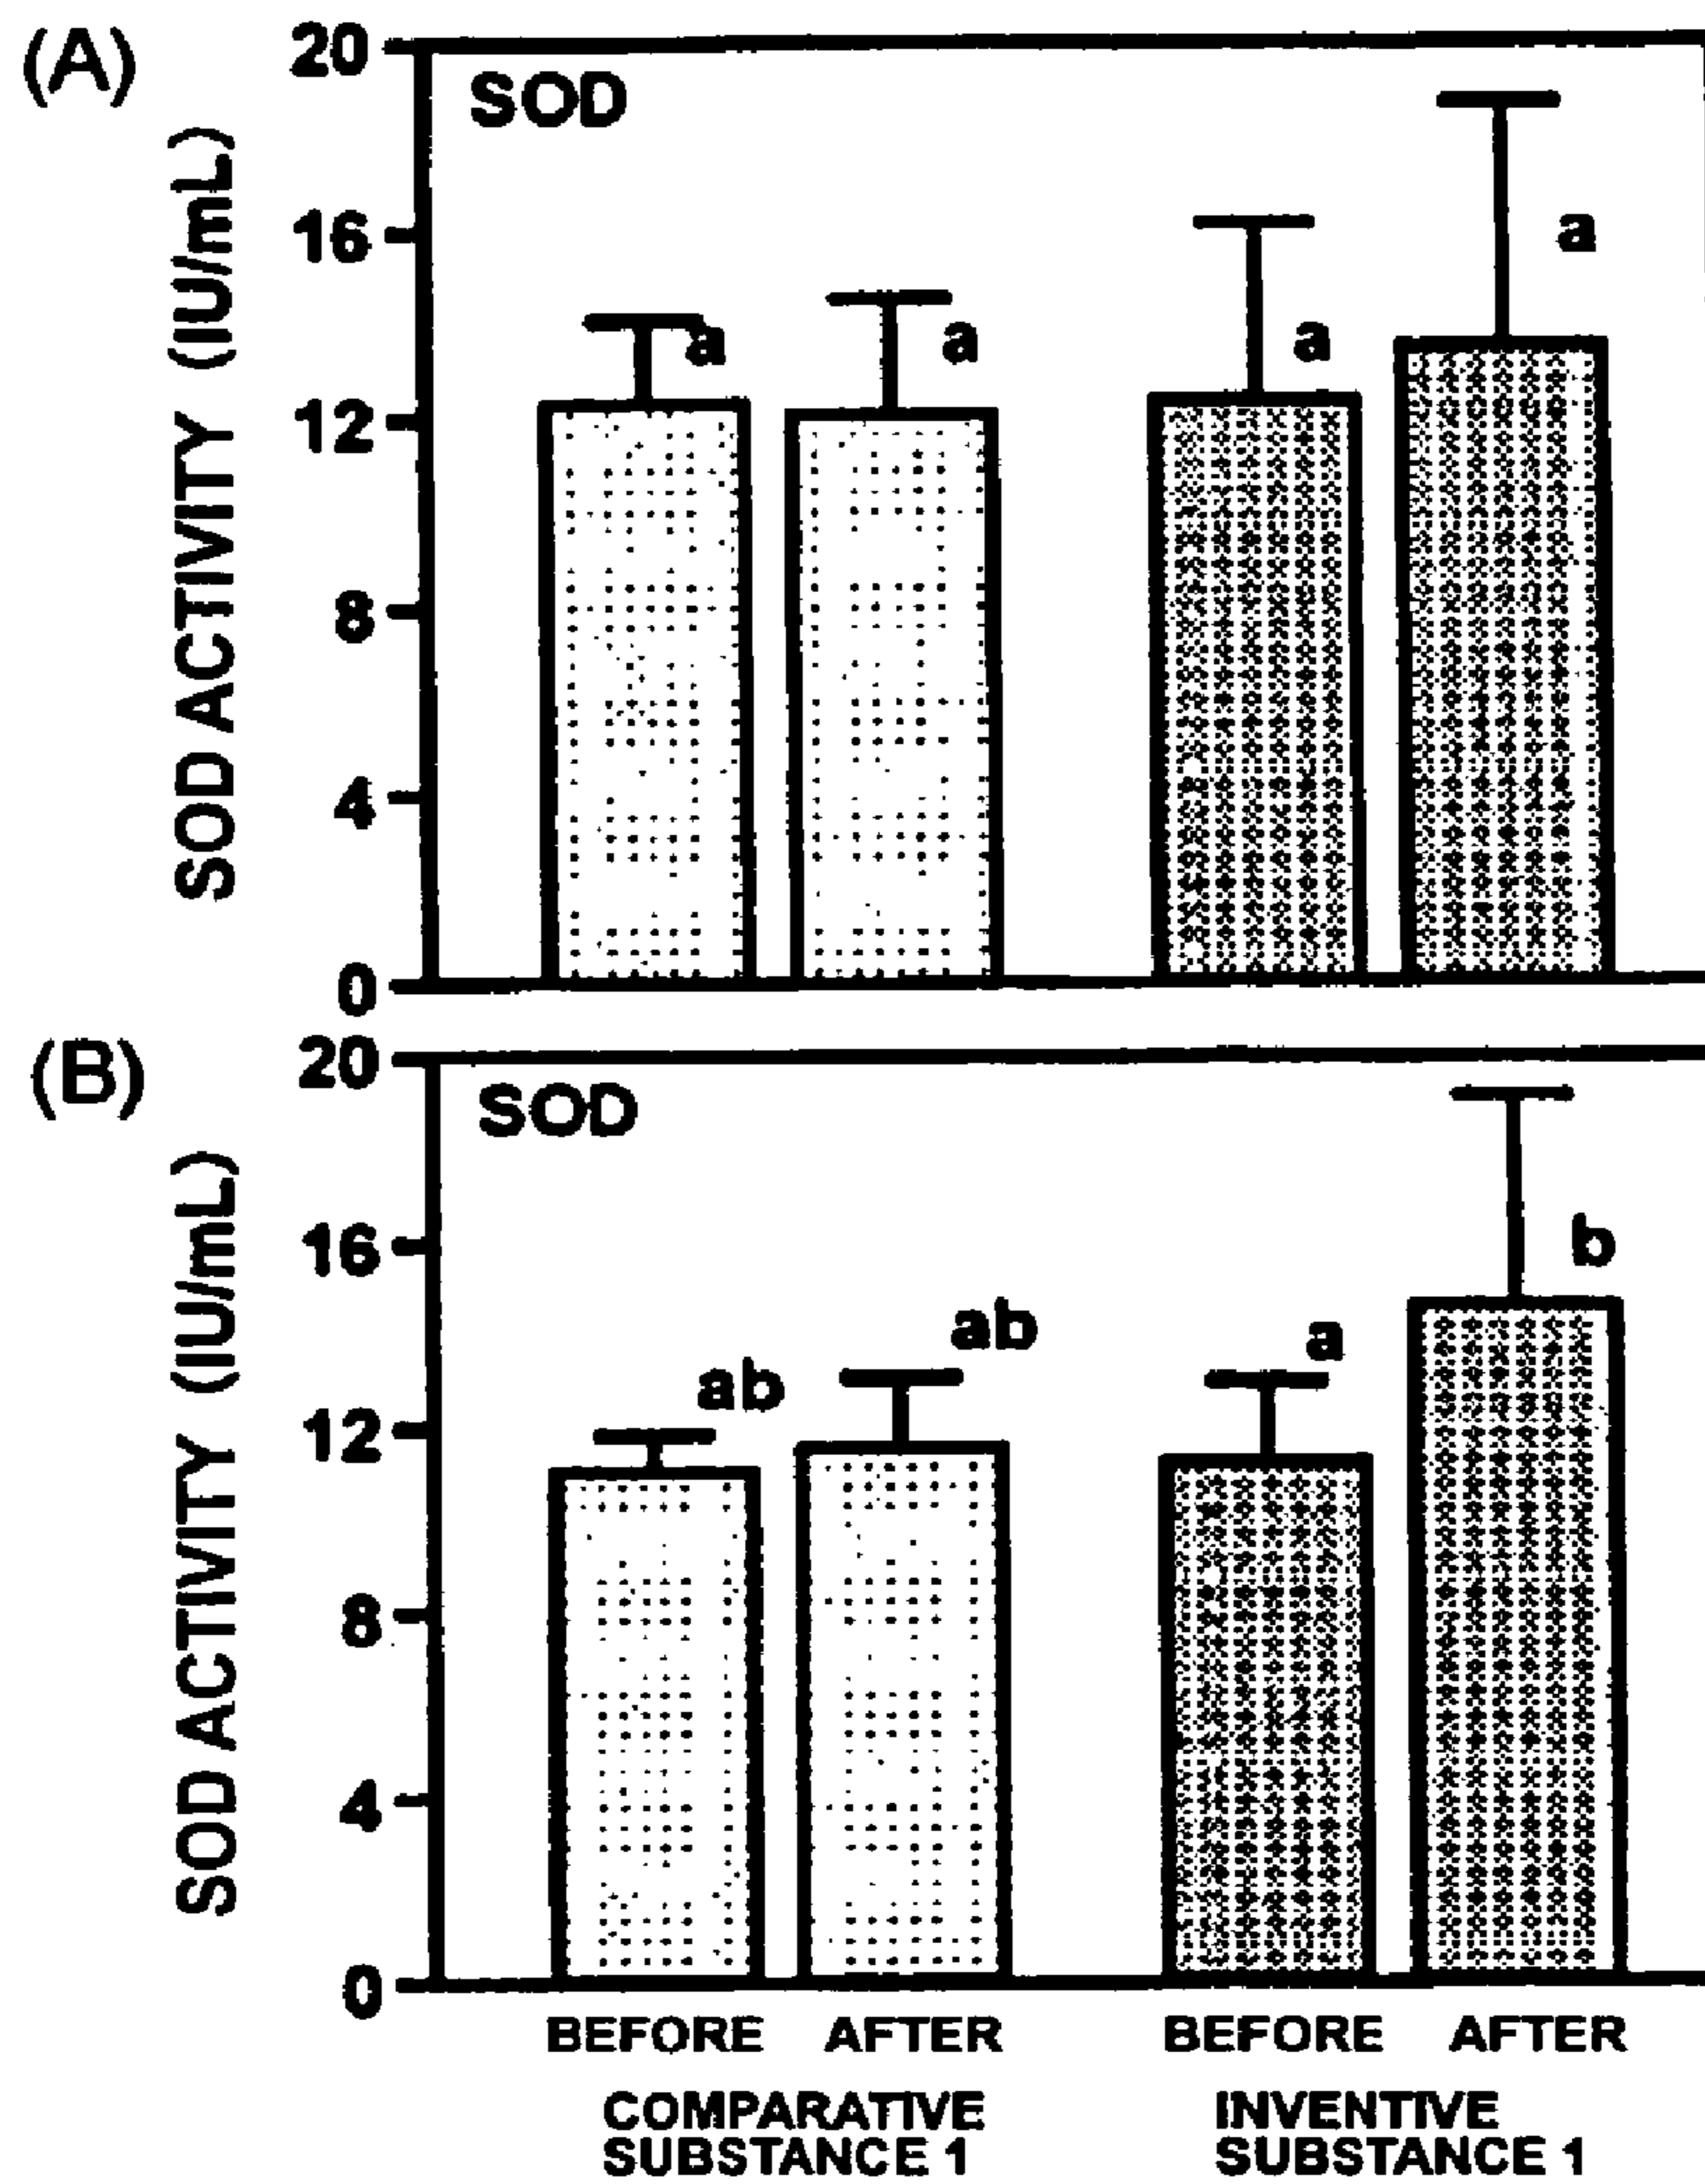 (A)
SOD ACTIVITY (IU/mL)
20
16
12
8
4
0
SOD
a
a
a
a
(B)
SOD ACTIVITY (IU/mL)
20
16
12
8
4
0
SOD
ab
ab
a
b
BEFORE AFTER BEFORE AFTER
COMPARATIVE SUBSTANCE 1
INVENTIVE SUBSTANCE 1